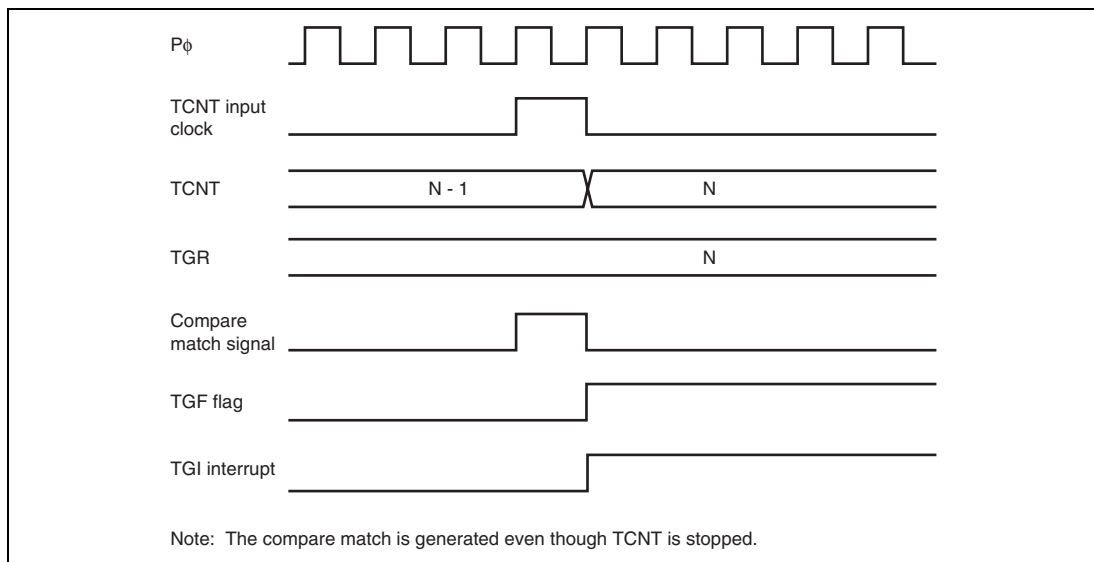 Pϕ
TCNT input
clock
TCNT
N - 1
N
TGR
N
Compare
match signal
TGF flag
TGI interrupt
Note: The compare match is generated even though TCNT is stopped.